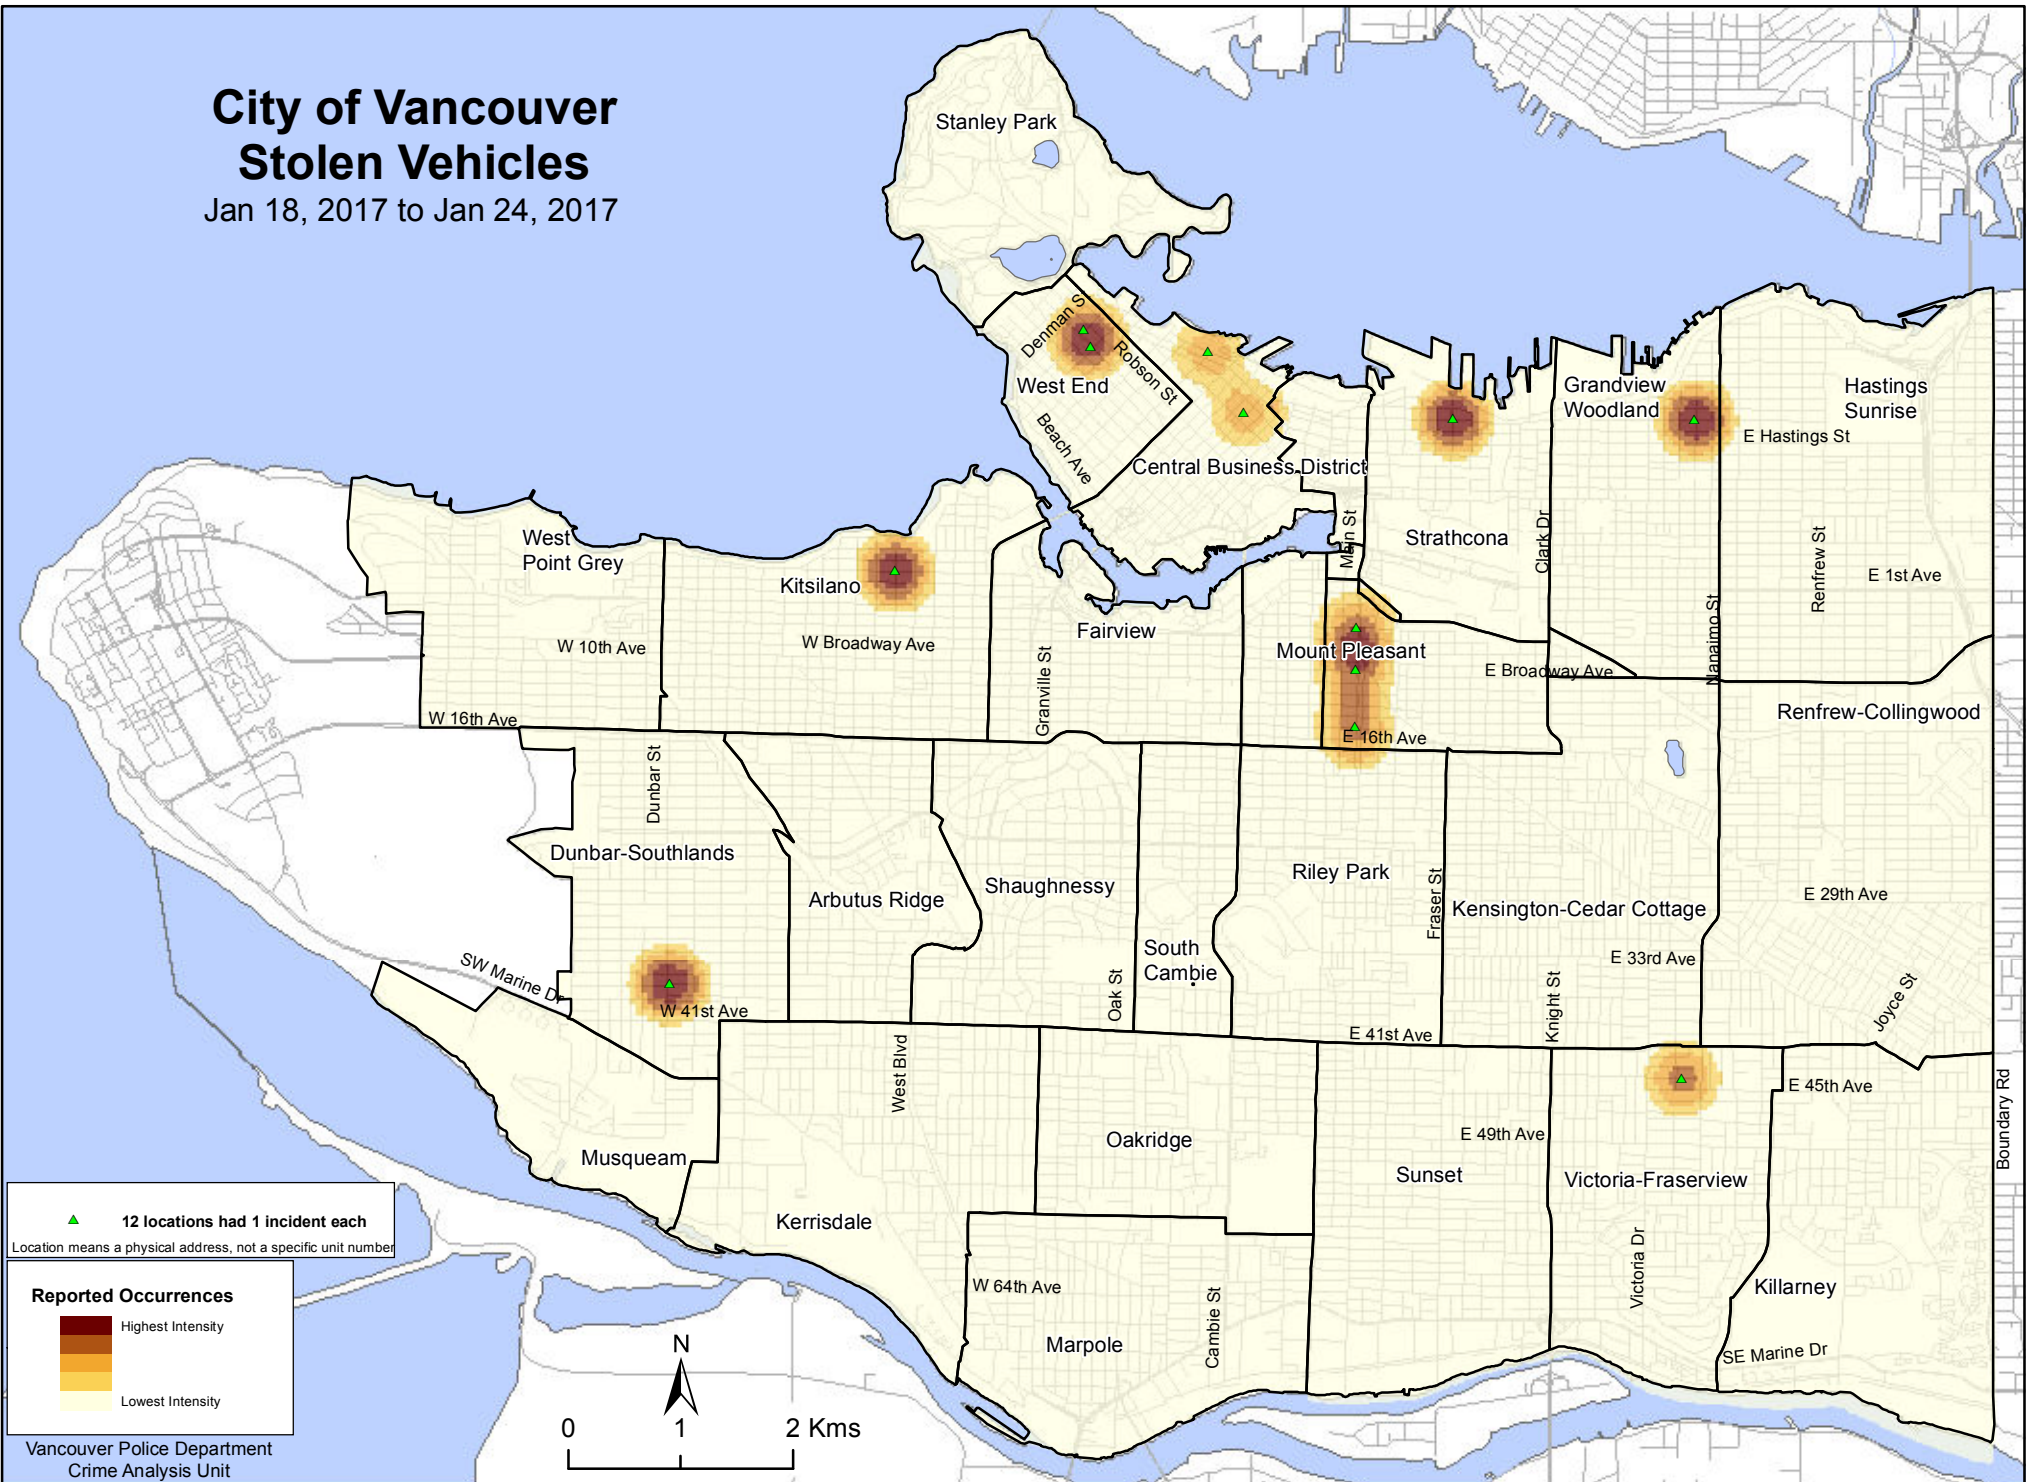 City of Vancouver
Stolen Vehicles
Jan 18, 2017 to Jan 24, 2017
Stanley Park
Denman S
Robson St
West End
Beach Ave
Central Business District
Grandview
Woodland
Hastings
Sunrise
E Hastings St
West
Point Grey
Kitsilano
Main St
Strathcona
Clark Dr
Renfrew St
E 1st Ave
W 10th Ave
W Broadway Ave
Fairview
Granville St
Mount Pleasant
E Broadway Ave
Nanaimo St
W 16th Ave
E 16th Ave
Renfrew-Collingwood
Dunbar St
Dunbar-Southlands
Arbutus Ridge
Shaughnessy
Riley Park
Fraser St
Kensington-Cedar Cottage
E 29th Ave
South
Cambie
E 33rd Ave
SW Marine Dr
W 41st Ave
Oak St
E 41st Ave
Knight St
Joyce St
West Blvd
E 45th Ave
Boundary Rd
Musqueam
Oakridge
E 49th Ave
Sunset
Victoria-Fraserview
Kerrisdale
Victoria Dr
W 64th Ave
Cambie St
Killarney
Marpole
SE Marine Dr
12 locations had 1 incident each
Location means a physical address, not a specific unit number
Reported Occurrences
Highest Intensity
Lowest Intensity
N
0 1 2 Kms
Vancouver Police Department
Crime Analysis Unit